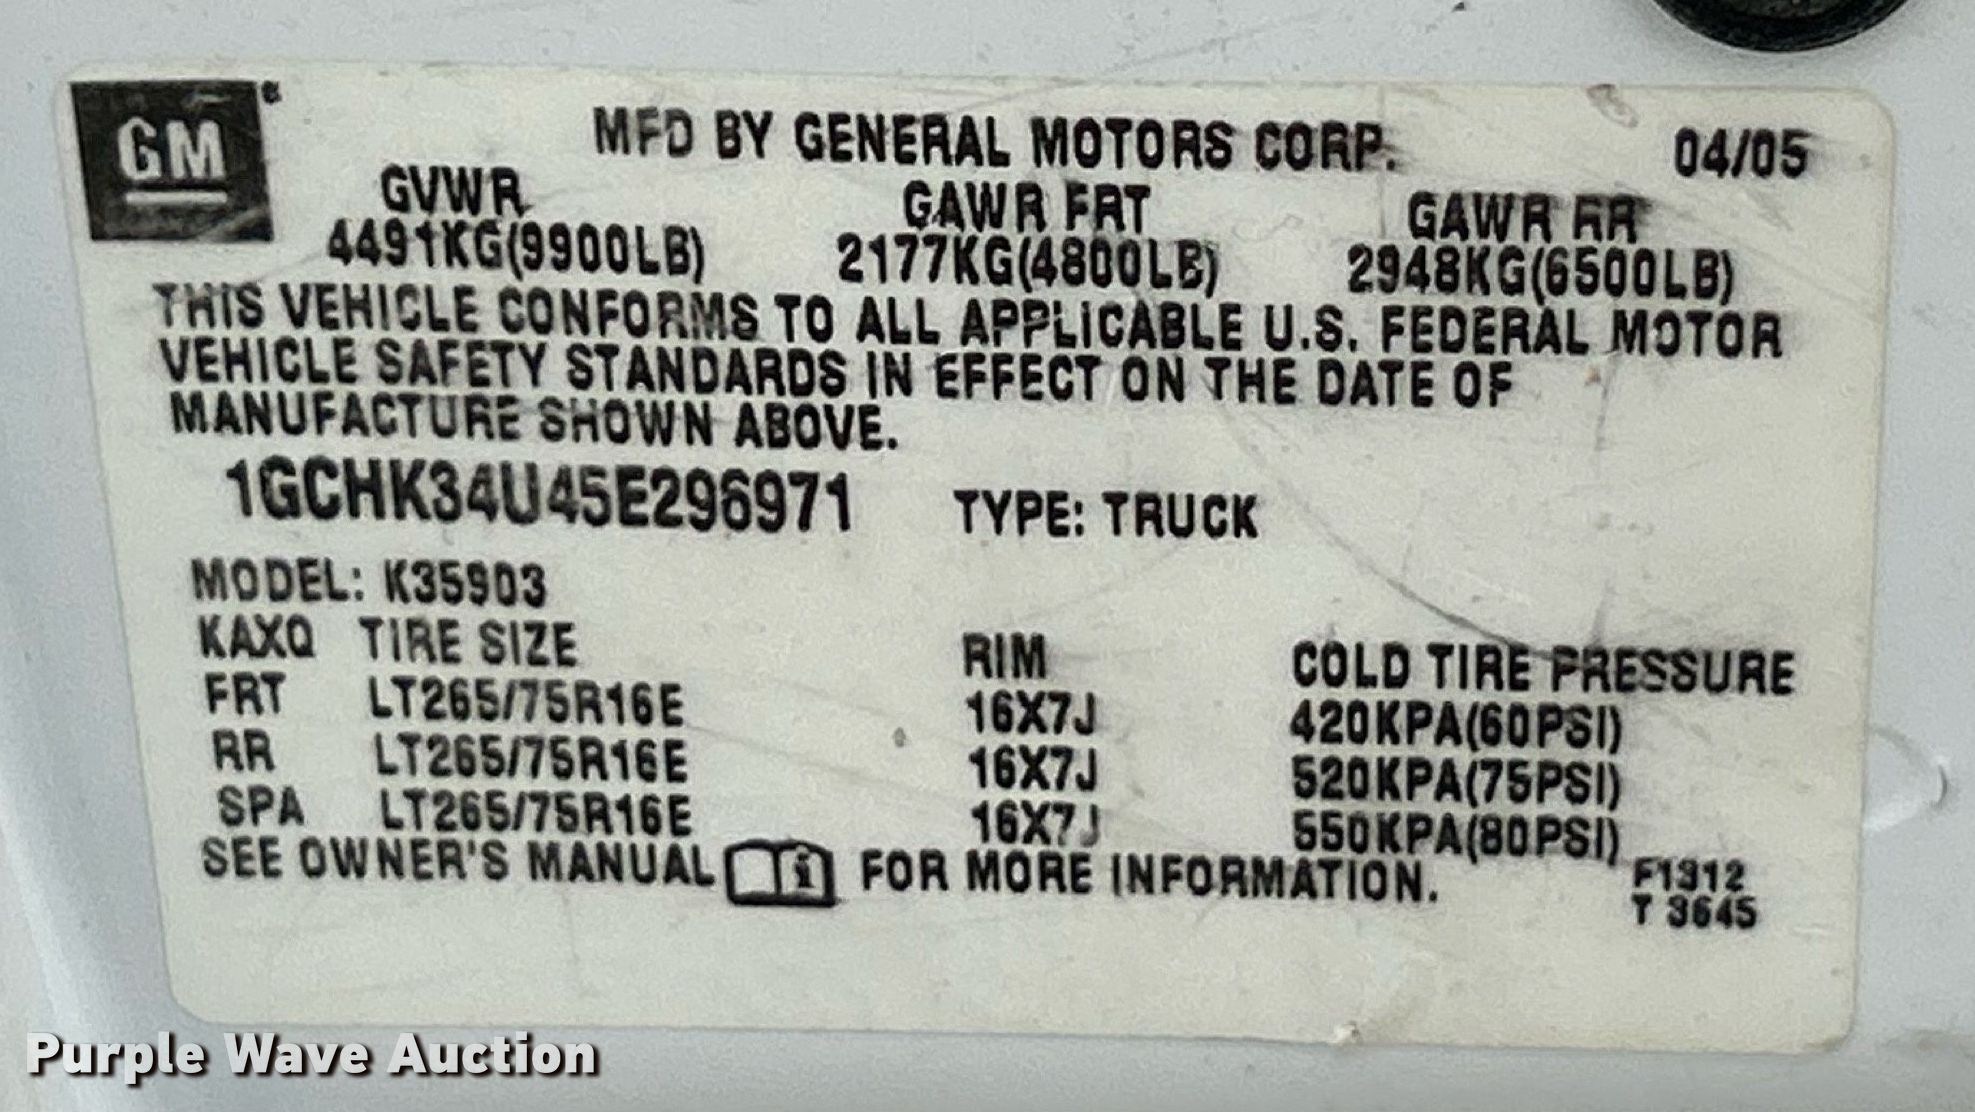 GM
MFD BY GENERAL MOTORS CORP. 04/05
GVWR GAWR FRT GAWR RR
4491KG(9900LB) 2177KG(4800LB) 2948KG(6500LB)
THIS VEHICLE CONFORMS TO ALL APPLICABLE U.S. FEDERAL MOTOR
VEHICLE SAFETY STANDARDS IN EFFECT ON THE DATE OF
MANUFACTURE SHOWN ABOVE.
1GCHK34U45E296971 TYPE: TRUCK
MODEL: K35903
KAXQ TIRE SIZE RIM COLD TIRE PRESSURE
FRT LT265/75R16E 16X7J 420KPA(60PSI)
RR LT265/75R16E 16X7J 520KPA(75PSI)
SPA LT265/75R16E 16X7J 550KPA(80PSI)
SEE OWNER'S MANUAL FOR MORE INFORMATION.
F1312
T 3645
Purple Wave Auction